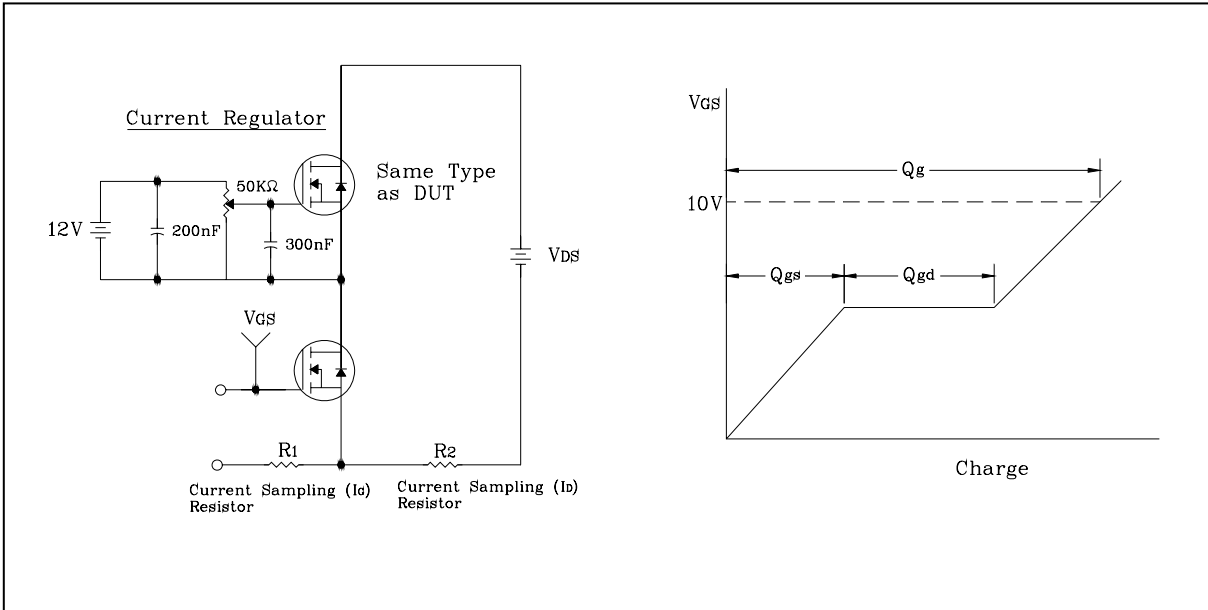 Current Regulator
Same Type
as DUT
50KΩ
12V
200nF
300nF
VDS
VGS
R1
R2
Current Sampling (IG)
Resistor
Current Sampling (ID)
Resistor
VGS
Qg
10V
Qgs
Qgd
Charge